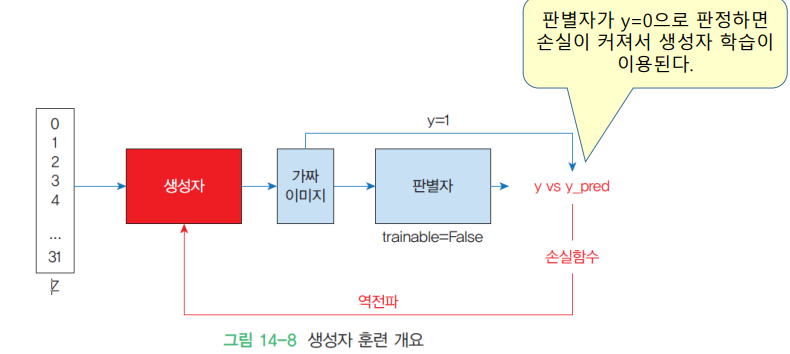 판별자가 y=0으로 판정하면
손실이 커져서 생성자 학습이
이용된다.
y=1
0
1
2
3
4
...
31
생성자
가짜
이미지
판별자
y vs y_pred
trainable=False
손실함수
역전파
그림 14-8 생성자 훈련 개요